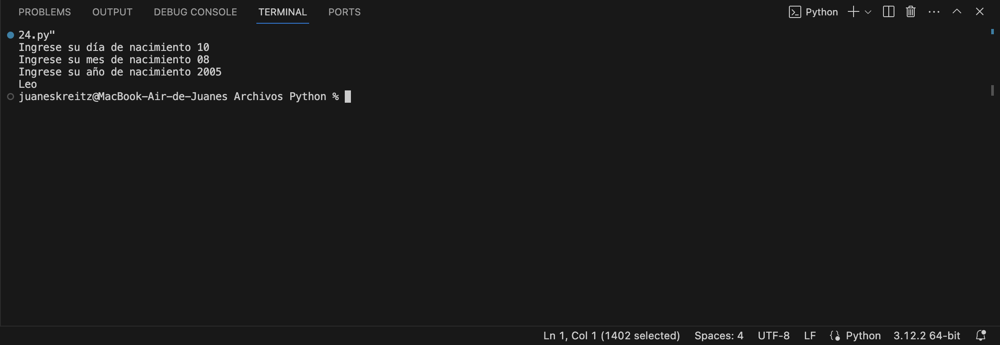 PROBLEMS OUTPUT DEBUG CONSOLE TERMINAL PORTS Python
24.py"
Ingrese su día de nacimiento 10
Ingrese su mes de nacimiento 08
Ingrese su año de nacimiento 2005
Leo
juaneskreitz@MacBook-Air-de-Juanes Archivos Python %
Ln 1, Col 1 (1402 selected) Spaces: 4 UTF-8 LF Python 3.12.2 64-bit